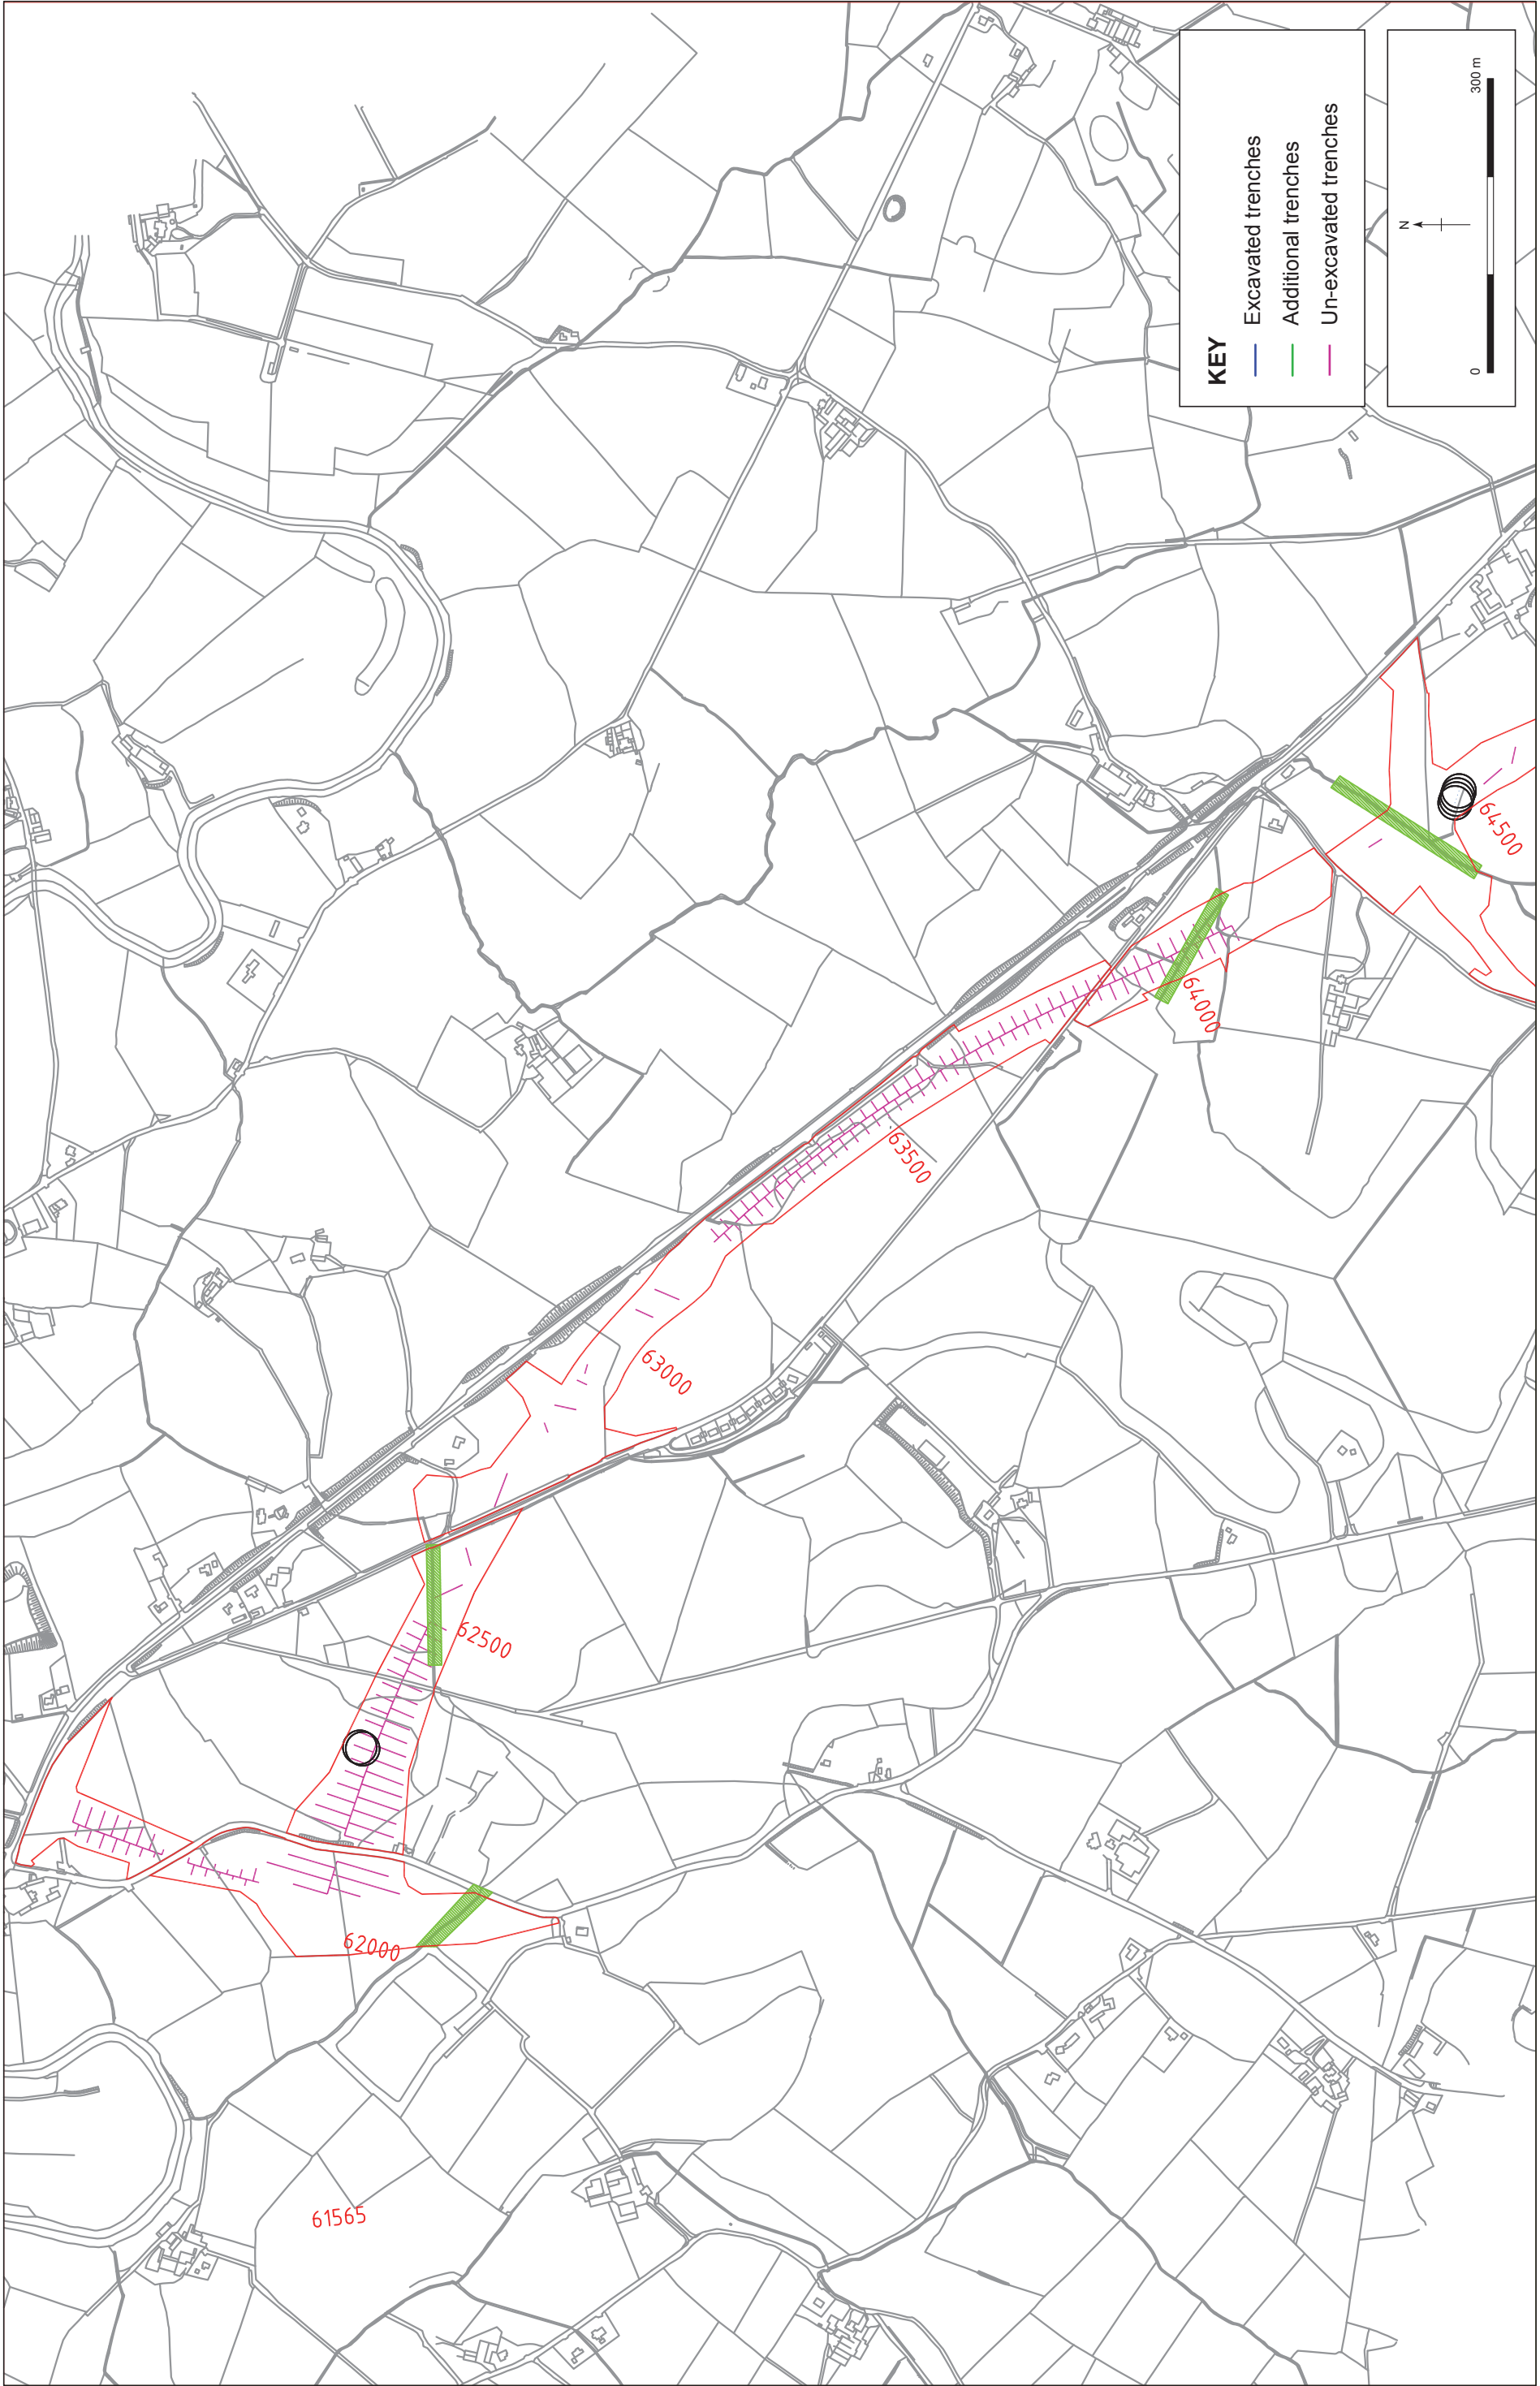 KEY
Excavated trenches
Additional trenches
Un-excavated trenches
N
0 300 m
61565
62000
62500
63000
63500
64000
64500